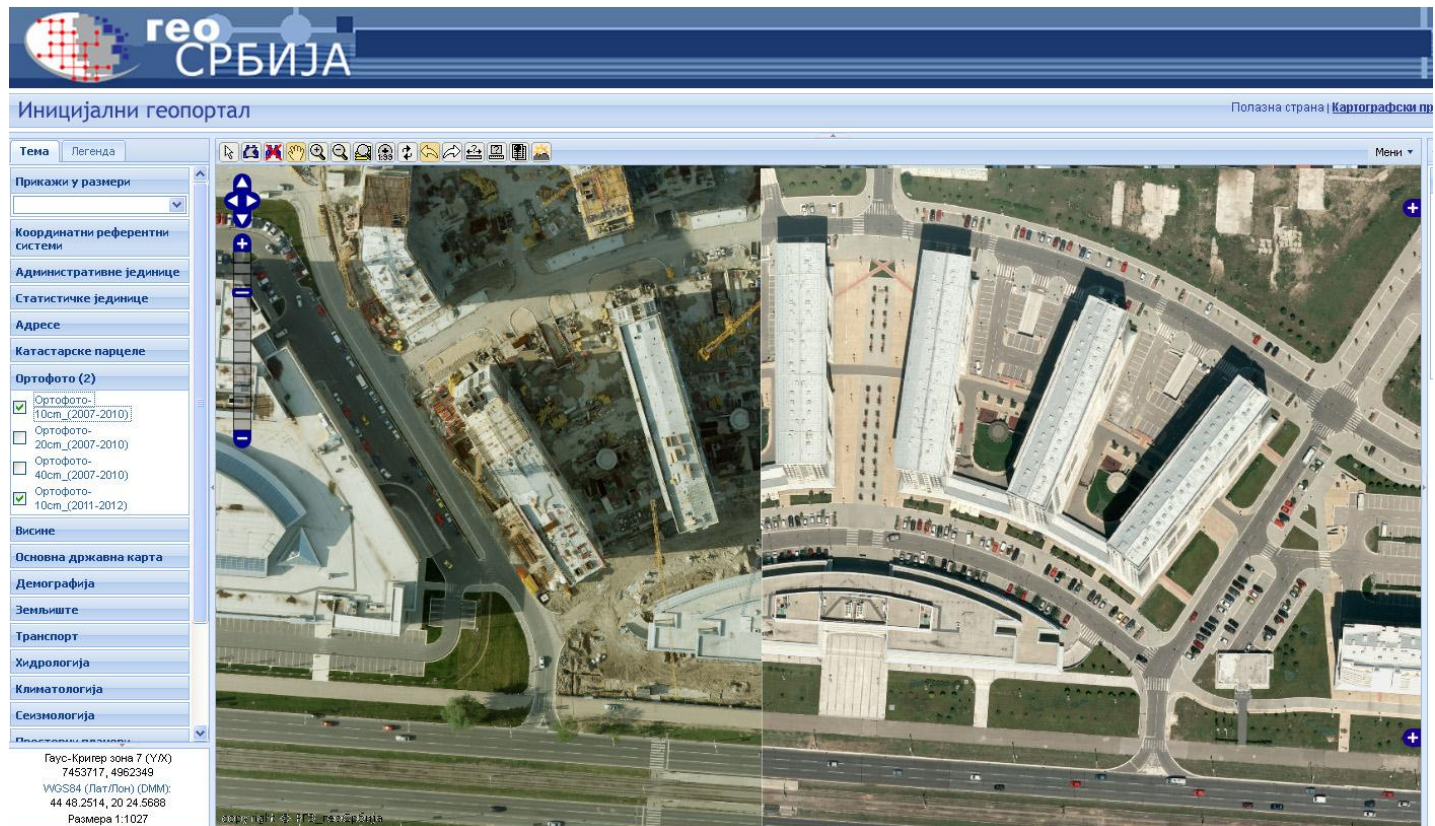 гео
СРБИЈА
Иницијални геопортал
Полазна страна | Картографски пр
Тема
Легенда
Мени
Прикажи у размери
Координатни референтни
системи
Административне јединице
Статистичке јединице
Адресе
Катастарске парцеле
Ортофото (2)
Ортофото-
10cm_(2007-2010)
Ортофото-
20cm_(2007-2010)
Ортофото-
40cm_(2007-2010)
Ортофото-
10cm_(2011-2012)
Висине
Основна државна карта
Демографија
Земљиште
Транспорт
Хидрологија
Климатологија
Сеизмологија
Гаус-Кригер зона 7 (Y/X)
7453717, 4962349
WGS84 (Лат/Лон) (DMM):
44 48.2514, 20 24.5688
Размера 1:1027